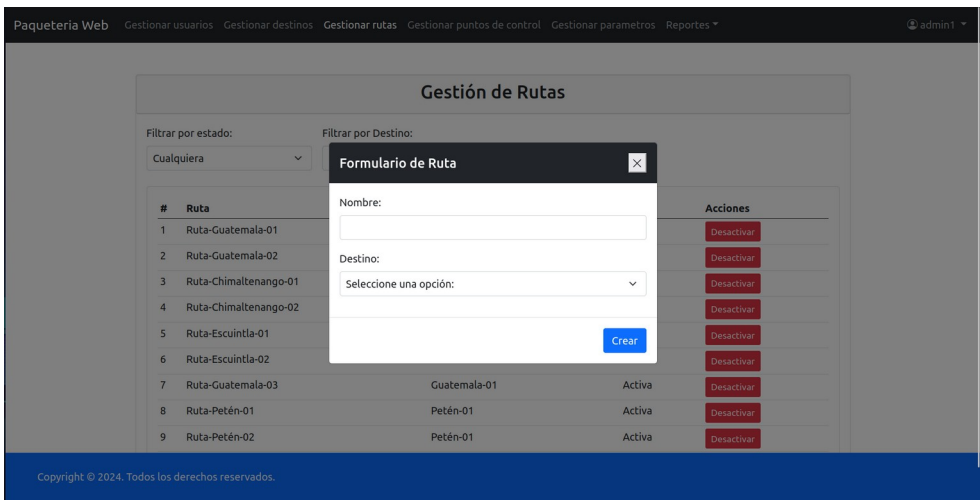 Paqueteria Web Gestionar usuarios Gestionar destinos Gestionar rutas Gestionar puntos de control Gestionar parametros Reportes admin1
Gestión de Rutas
Filtrar por estado: Filtrar por Destino:
Cualquiera
Formulario de Ruta
Nombre:
Destino:
Seleccione una opción:
Crear
# Ruta Acciones
1 Ruta-Guatemala-01 Desactivar
2 Ruta-Guatemala-02 Desactivar
3 Ruta-Chimaltenango-01 Desactivar
4 Ruta-Chimaltenango-02 Desactivar
5 Ruta-Escuintla-01 Desactivar
6 Ruta-Escuintla-02 Desactivar
7 Ruta-Guatemala-03 Guatemala-01 Activa Desactivar
8 Ruta-Petén-01 Petén-01 Activa Desactivar
9 Ruta-Petén-02 Petén-01 Activa Desactivar
Copyright © 2024. Todos los derechos reservados.